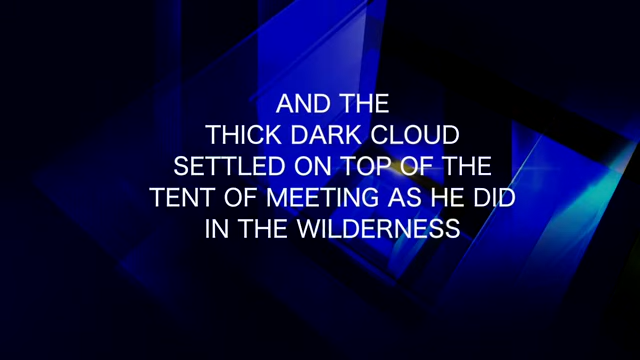 AND THE
THICK DARK CLOUD
SETTLED ON TOP OF THE
TENT OF MEETING AS HE DID
IN THE WILDERNESS